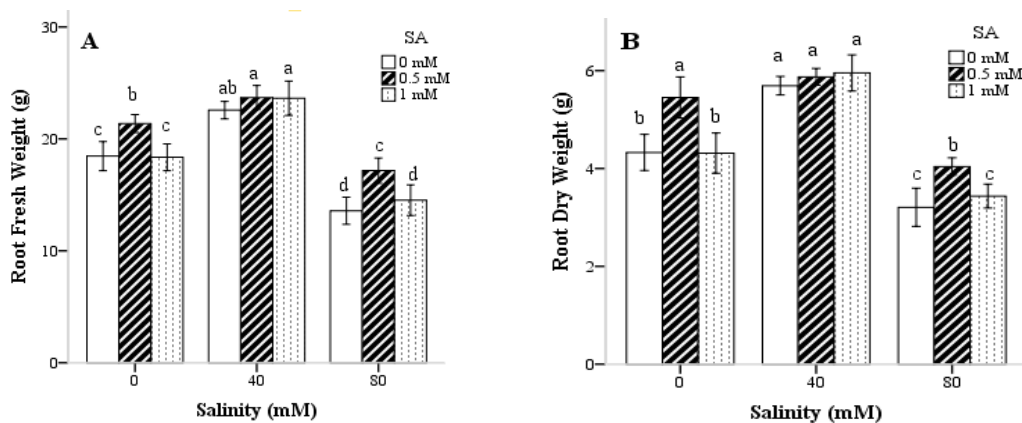 A
SA
0 mM
0.5 mM
1 mM
Root Fresh Weight (g)
30
20
10
0
c b c
ab a a
d c d
0 40 80
Salinity (mM)
B
SA
0 mM
0.5 mM
1 mM
Root Dry Weight (g)
6
4
2
0
b a b
a a a
c b c
0 40 80
Salinity (mM)